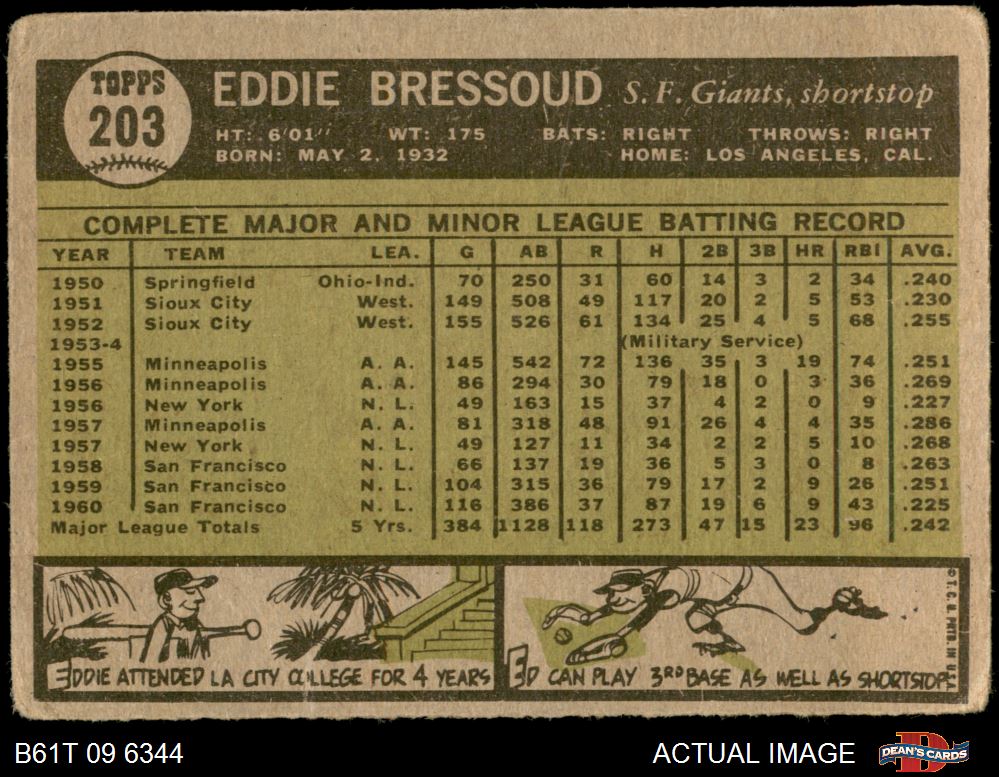 TOPPS
203
EDDIE BRESSOUD S. F. Giants, shortstop
HT: 6'01" WT: 175 BATS: RIGHT THROWS: RIGHT
BORN: MAY 2, 1932 HOME: LOS ANGELES, CAL.
COMPLETE MAJOR AND MINOR LEAGUE BATTING RECORD
YEAR TEAM LEA. G AB R H 2B 3B HR RBI AVG.
1950 Springfield Ohio-Ind. 70 250 31 60 14 3 2 34 .240
1951 Sioux City West. 149 508 49 117 20 2 5 53 .230
1952 Sioux City West. 155 526 61 134 25 4 5 68 .255
1953-4 (Military Service)
1955 Minneapolis A. A. 145 542 72 136 35 3 19 74 .251
1956 Minneapolis A. A. 86 294 30 79 18 0 3 36 .269
1956 New York N. L. 49 163 15 37 4 2 0 9 .227
1957 Minneapolis A. A. 81 318 48 91 26 4 4 35 .286
1957 New York N. L. 49 127 11 34 2 2 5 10 .268
1958 San Francisco N. L. 66 137 19 36 5 3 0 8 .263
1959 San Francisco N. L. 104 315 36 79 17 2 9 26 .251
1960 San Francisco N. L. 116 386 37 87 19 6 9 43 .225
Major League Totals 5 Yrs. 384 1128 118 273 47 15 23 96 .242
EDDIE ATTENDED LA CITY COLLEGE FOR 4 YEARS
ED CAN PLAY 3RD BASE AS WELL AS SHORTSTOP
© T. C. G. PRTD. IN U.S.A.
B61T 09 6344 ACTUAL IMAGE
DEAN'S CARDS